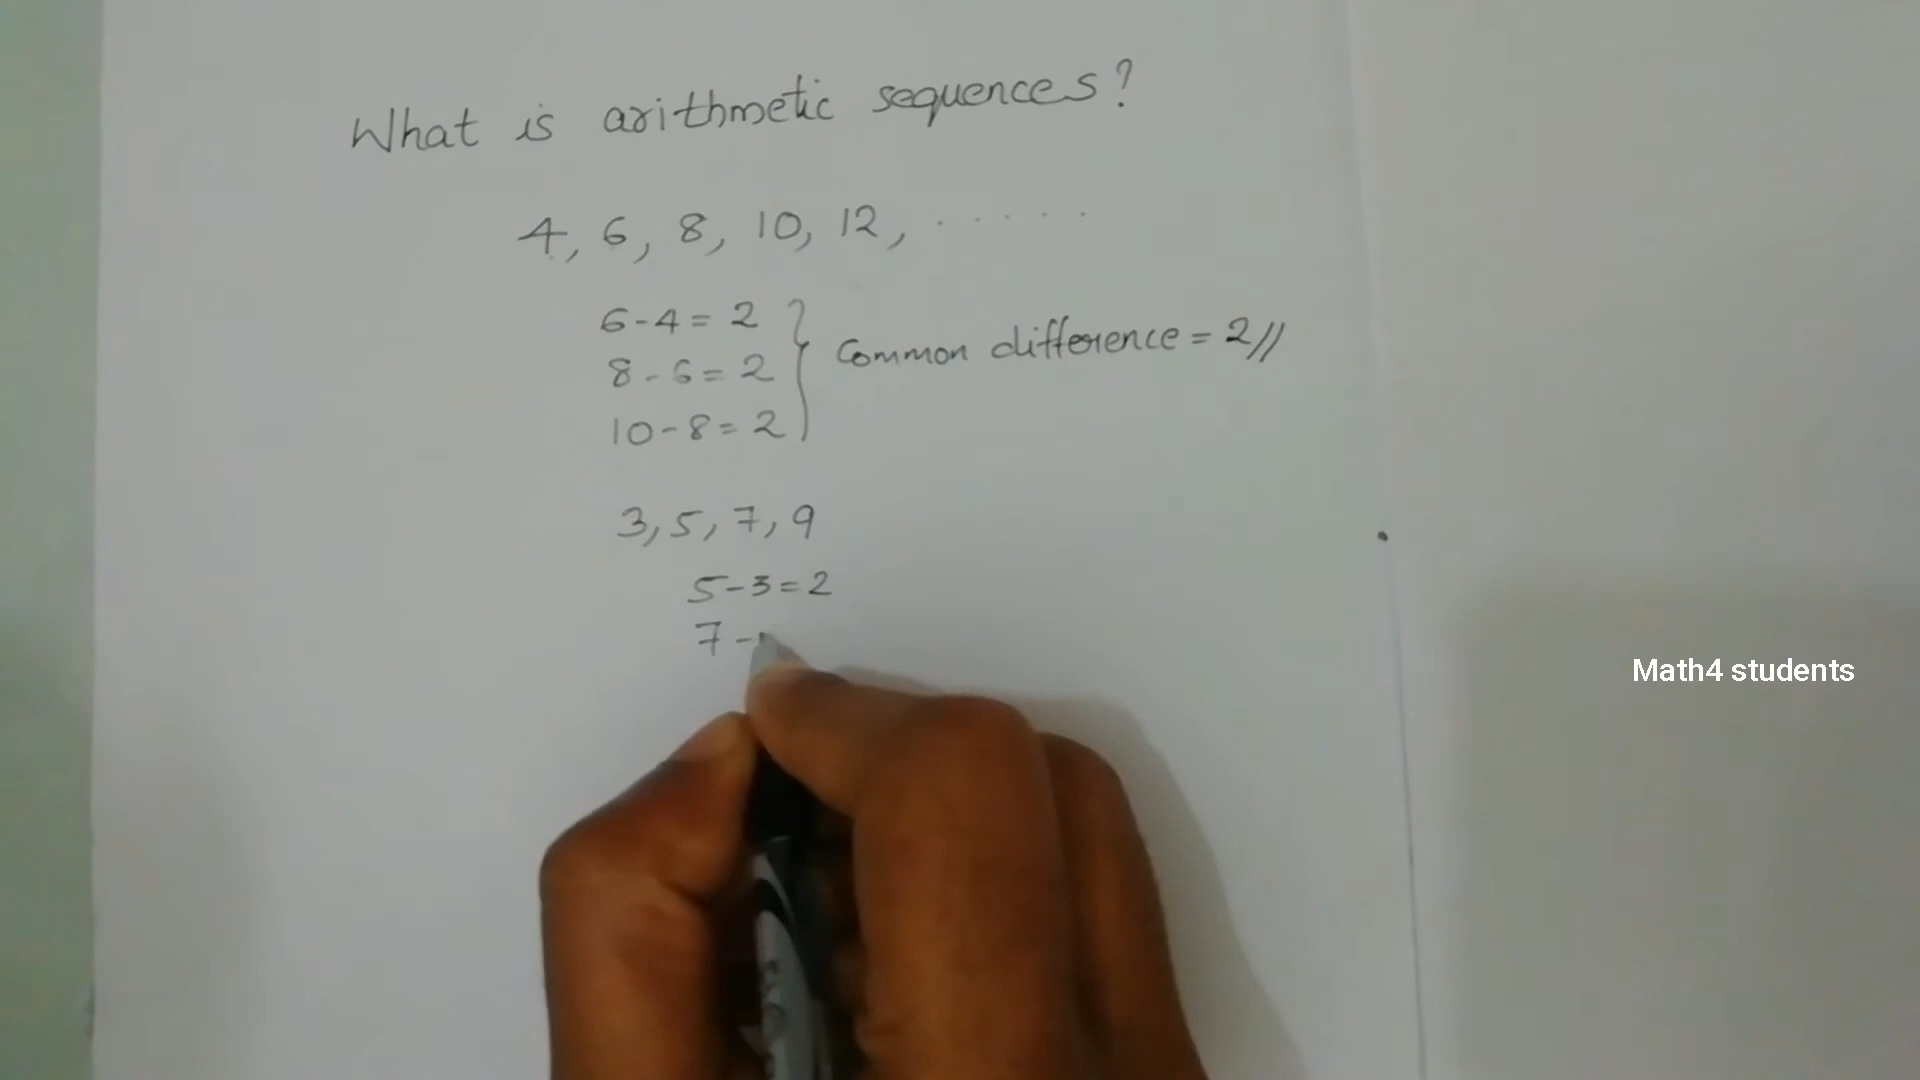 What is arithmetic sequences?
4, 6, 8, 10, 12, .....
6-4= 2
8-6= 2
10-8= 2
Common difference = 2//
3, 5, 7, 9
5-3=2
7-
Math4 students